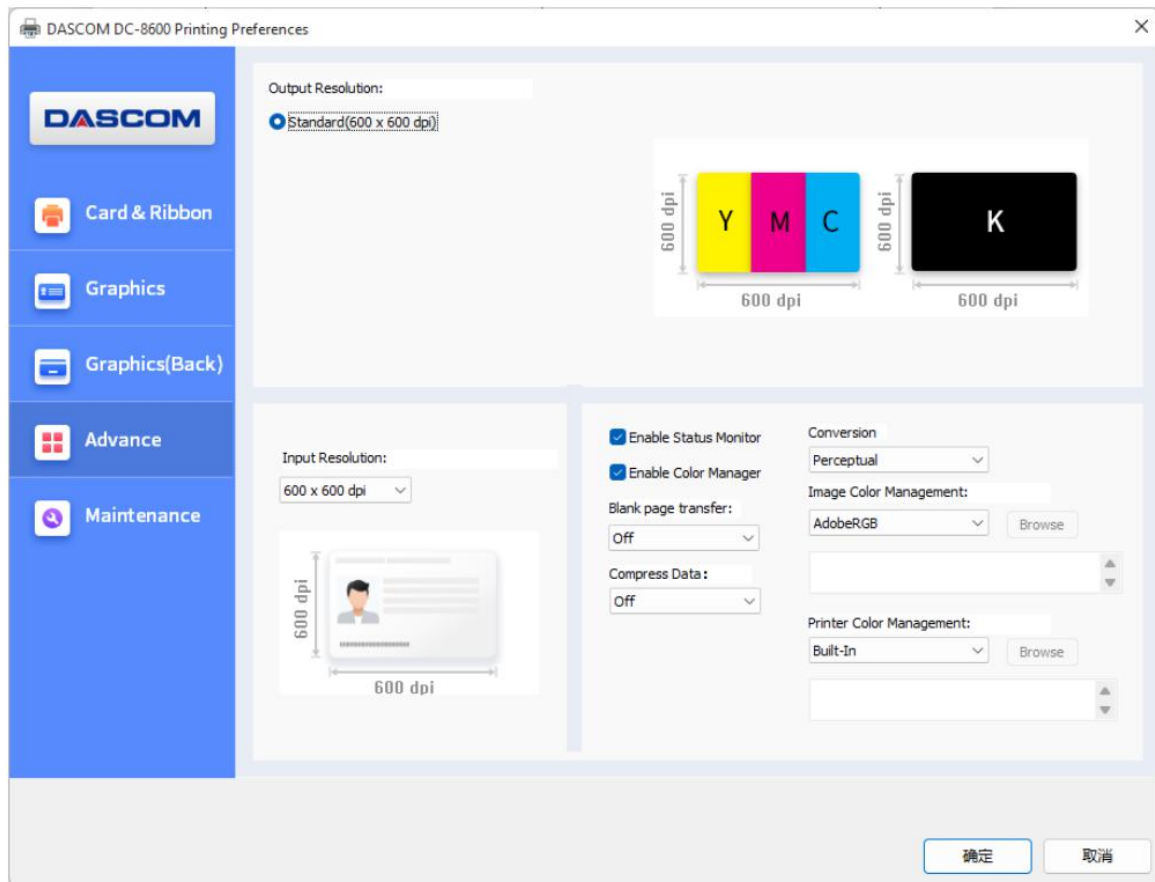 DASCOM DC-8600 Printing Preferences
DASCOM
Card & Ribbon
Graphics
Graphics(Back)
Advance
Maintenance
Output Resolution:
Standard(600 x 600 dpi)
600 dpi
Y M C
600 dpi
600 dpi
K
600 dpi
Input Resolution:
600 x 600 dpi
600 dpi
600 dpi
Enable Status Monitor
Enable Color Manager
Blank page transfer:
Off
Compress Data:
Off
Conversion
Perceptual
Image Color Management:
AdobeRGB
Browse
Printer Color Management:
Built-In
Browse
确定
取消